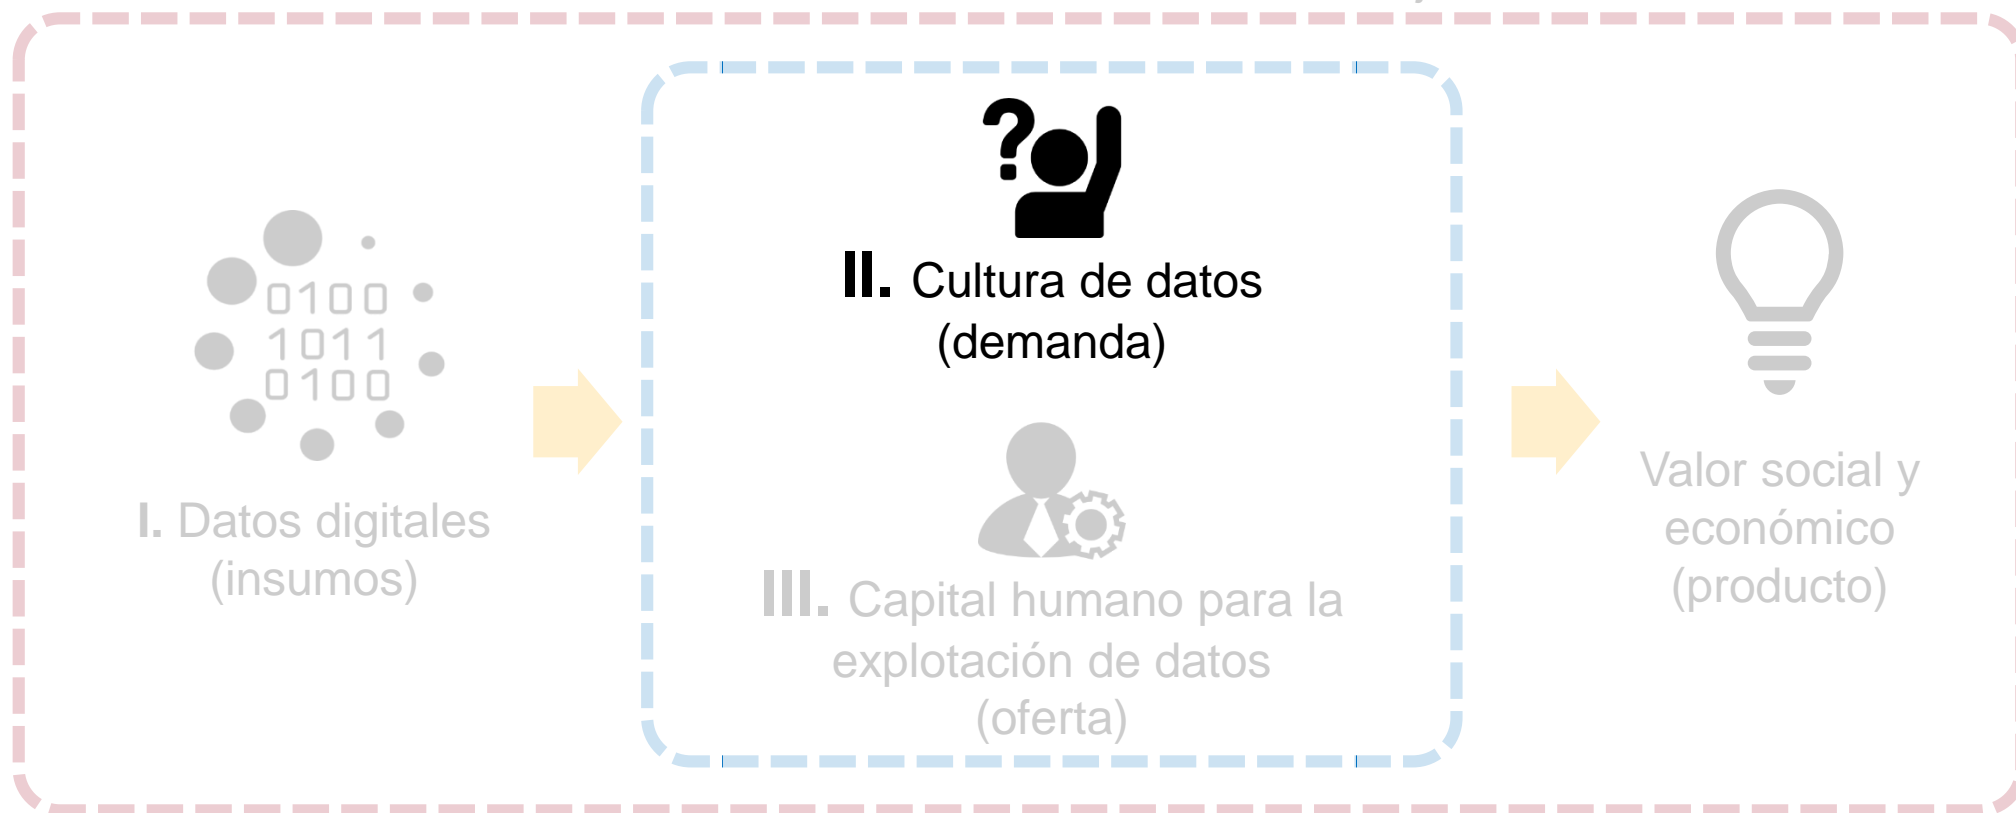 0100
1011
0100
I. Datos digitales
(insumos)
?
II. Cultura de datos
(demanda)
III. Capital humano para la
explotación de datos
(oferta)
Valor social y
económico
(producto)